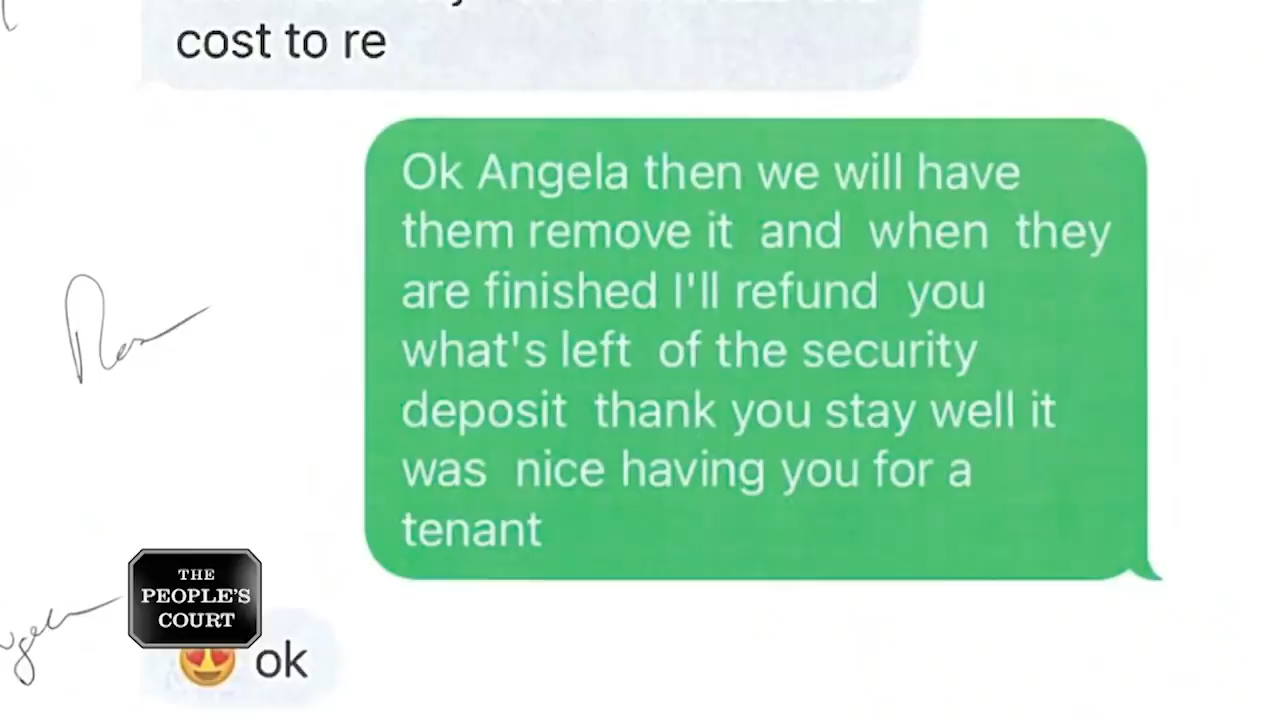 cost to re
Ok Angela then we will have
them remove it and when they
are finished I'll refund you
what's left of the security
deposit thank you stay well it
was nice having you for a
tenant
THE
PEOPLE'S
COURT
😍 ok